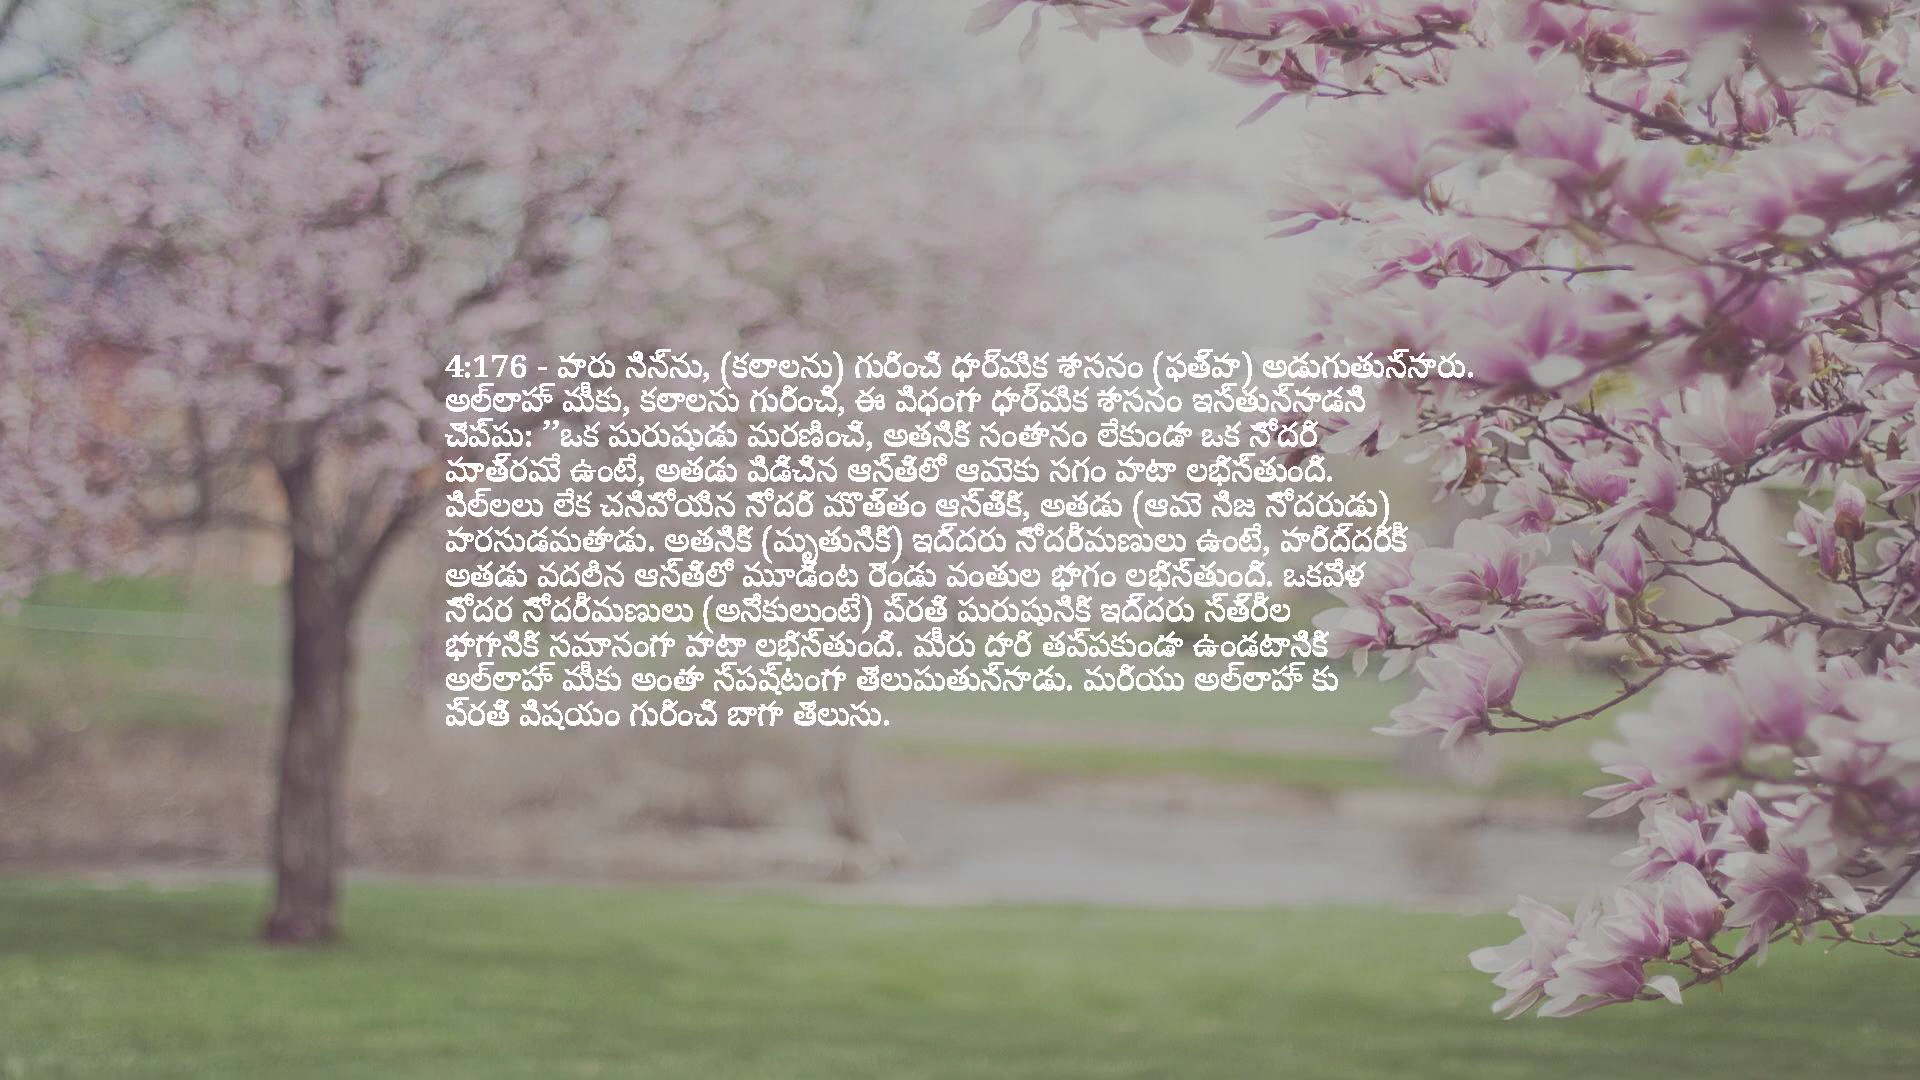 4:176 - వారు నిన్ను, (కలాలను) గురించి ధార్మిక శాసనం (ఫత్వా) అడుగుతున్నారు.
అల్లాహ్ మీకు, కలాలను గురించి, ఈ విధంగా ధార్మిక శాసనం ఇస్తున్నాడని
చెప్పు: ”ఒక పురుషుడు మరణించి, అతనికి సంతానం లేకుండా ఒక సోదరి
మాత్రమే ఉంటే, అతడు విడిచిన ఆస్తిలో ఆమెకు సగం వాటా లభిస్తుంది.
పిల్లలు లేక చనిపోయిన సోదరి మొత్తం ఆస్తికి, అతడు (ఆమె నిజ సోదరుడు)
వారసుడవుతాడు. అతనికి (మృతునికి) ఇద్దరు సోదరీమణులు ఉంటే, వారిద్దరికీ
అతడు వదలిన ఆస్తిలో మూడింట రెండు వంతుల భాగం లభిస్తుంది. ఒకవేళ
సోదర సోదరీమణులు (అనేకులుంటే) ప్రతి పురుషునికి ఇద్దరు స్త్రీల
భాగానికి సమానంగా వాటా లభిస్తుంది. మీరు దారి తప్పకుండా ఉండటానికి
అల్లాహ్ మీకు అంతా స్పష్టంగా తెలుపుతున్నాడు. మరియు అల్లాహ్ కు
ప్రతి విషయం గురించి బాగా తెలుసు.